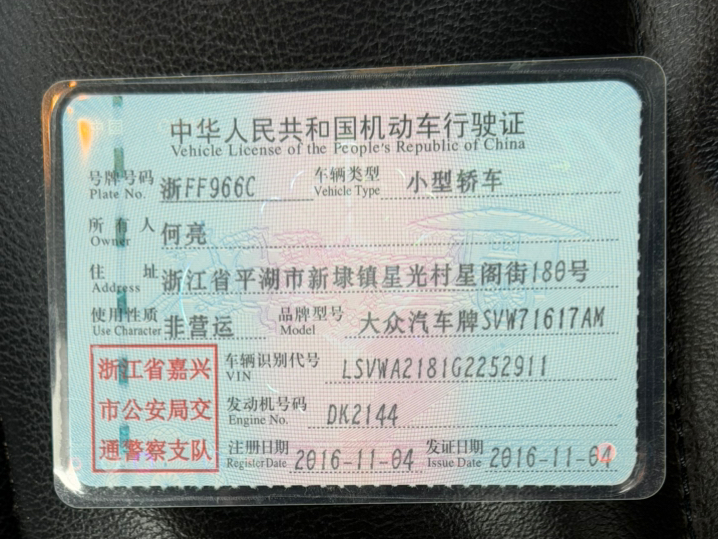 中华人民共和国机动车行驶证
Vehicle License of the People's Republic of China
号牌号码 浙FF966C 车辆类型 小型轿车
Plate No. Vehicle Type
所有人 何亮
Owner
住址 浙江省平湖市新埭镇星光村星阁街180号
Address
使用性质 非营运 品牌型号 大众汽车牌SVW71617AM
Use Character Model
浙江省嘉兴
市公安局交
通警察支队
车辆识别代号 LSVWA2181G2252911
VIN
发动机号码 DK2144
Engine No.
注册日期 2016-11-04 发证日期 2016-11-04
Register Date Issue Date